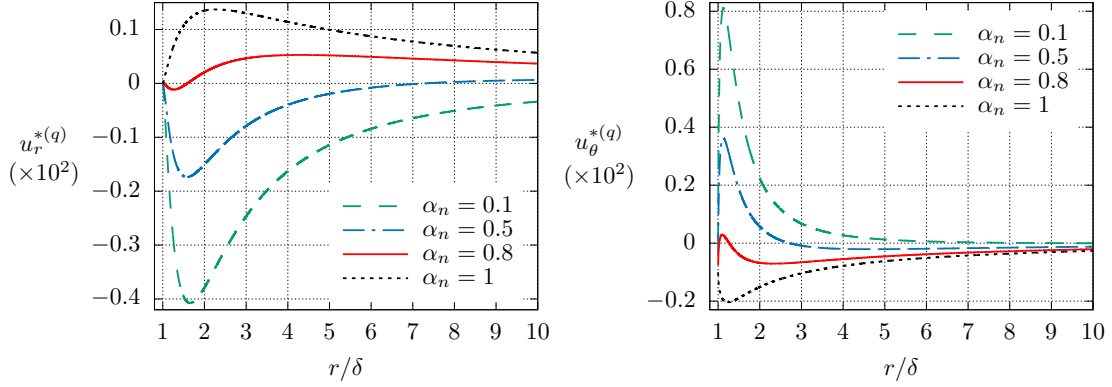 0.1
0
−0.1
−0.2
−0.3
−0.4
u_r^{*(q)}
(×10^2)
α_n = 0.1
α_n = 0.5
α_n = 0.8
α_n = 1
1 2 3 4 5 6 7 8 9 10
r/δ
0.8
0.6
0.4
0.2
0
−0.2
u_θ^{*(q)}
(×10^2)
α_n = 0.1
α_n = 0.5
α_n = 0.8
α_n = 1
1 2 3 4 5 6 7 8 9 10
r/δ